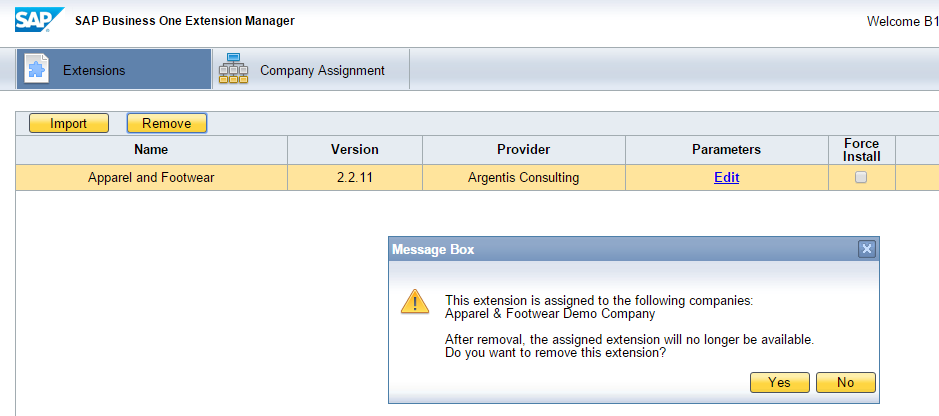 SAP SAP Business One Extension Manager
Welcome B1
Extensions Company Assignment
Import Remove
Name Version Provider Parameters Force Install
Apparel and Footwear 2.2.11 Argentis Consulting Edit
Message Box
This extension is assigned to the following companies:
Apparel & Footwear Demo Company
After removal, the assigned extension will no longer be available.
Do you want to remove this extension?
Yes No